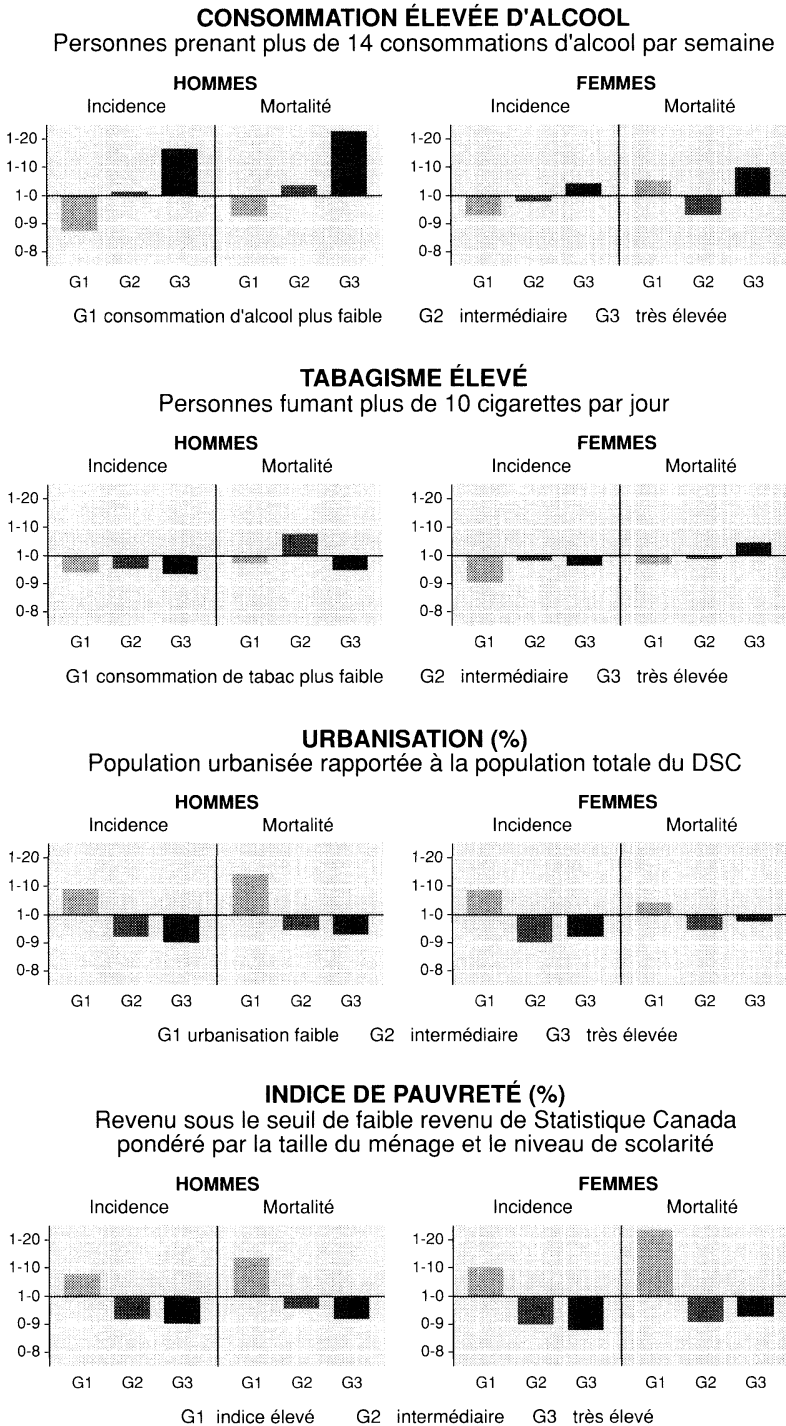 CONSOMMATION ÉLEVÉE D'ALCOOL
Personnes prenant plus de 14 consommations d'alcool par semaine
HOMMES FEMMES
Incidence Mortalité Incidence Mortalité
1-20 1-20
1-10 1-10
1-0 1-0
0-9 0-9
0-8 0-8
G1 G2 G3 G1 G2 G3 G1 G2 G3 G1 G2 G3
G1 consommation d'alcool plus faible G2 intermédiaire G3 très élevée
TABAGISME ÉLEVÉ
Personnes fumant plus de 10 cigarettes par jour
HOMMES FEMMES
Incidence Mortalité Incidence Mortalité
1-20 1-20
1-10 1-10
1-0 1-0
0-9 0-9
0-8 0-8
G1 G2 G3 G1 G2 G3 G1 G2 G3 G1 G2 G3
G1 consommation de tabac plus faible G2 intermédiaire G3 très élevée
URBANISATION (%)
Population urbanisée rapportée à la population totale du DSC
HOMMES FEMMES
Incidence Mortalité Incidence Mortalité
1-20 1-20
1-10 1-10
1-0 1-0
0-9 0-9
0-8 0-8
G1 G2 G3 G1 G2 G3 G1 G2 G3 G1 G2 G3
G1 urbanisation faible G2 intermédiaire G3 très élevée
INDICE DE PAUVRETÉ (%)
Revenu sous le seuil de faible revenu de Statistique Canada
pondéré par la taille du ménage et le niveau de scolarité
HOMMES FEMMES
Incidence Mortalité Incidence Mortalité
1-20 1-20
1-10 1-10
1-0 1-0
0-9 0-9
0-8 0-8
G1 G2 G3 G1 G2 G3 G1 G2 G3 G1 G2 G3
G1 indice élevé G2 intermédiaire G3 très élevé